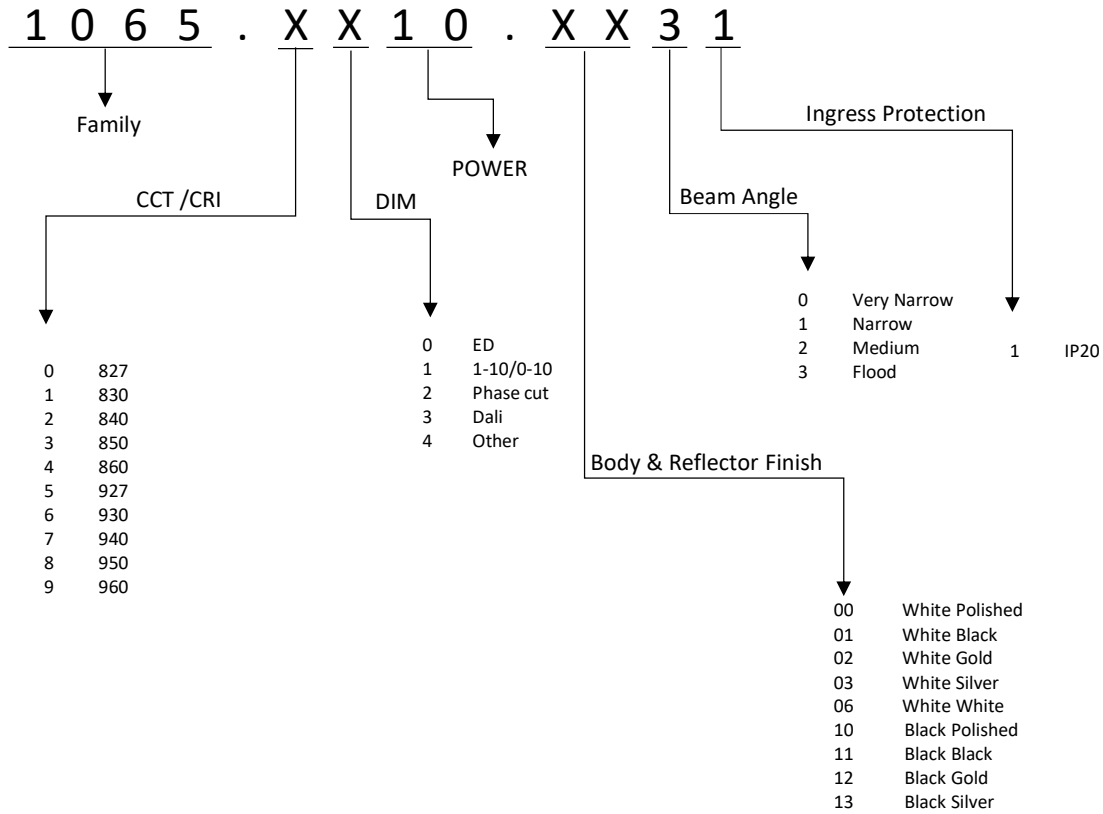 1 0 6 5 . X X 1 0 . X X 3 1
Family
POWER
Ingress Protection
CCT /CRI
DIM
Beam Angle
0 827
1 830
2 840
3 850
4 860
5 927
6 930
7 940
8 950
9 960
0 ED
1 1-10/0-10
2 Phase cut
3 Dali
4 Other
0 Very Narrow
1 Narrow
2 Medium
3 Flood
1 IP20
Body & Reflector Finish
00 White Polished
01 White Black
02 White Gold
03 White Silver
06 White White
10 Black Polished
11 Black Black
12 Black Gold
13 Black Silver